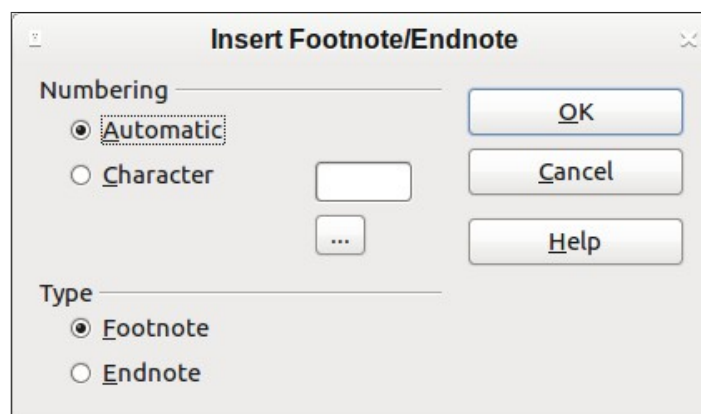 Insert Footnote/Endnote
Numbering
Automatic
Character
...
Type
Footnote
Endnote
OK
Cancel
Help